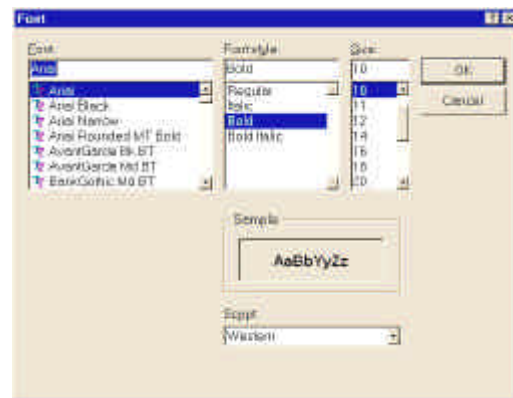 Font
Font Font style Size
Arial Bold 10
Arial Regular 10
Arial Black Italic 11
Arial Narrow Bold 12
Arial Rounded MT Bold Bold Italic 14
AvantGarde Bk BT 16
AvantGarde Md BT 18
BankGothic Md BT 20
OK
Cancel
Sample
AaBbYyZz
Script
Western